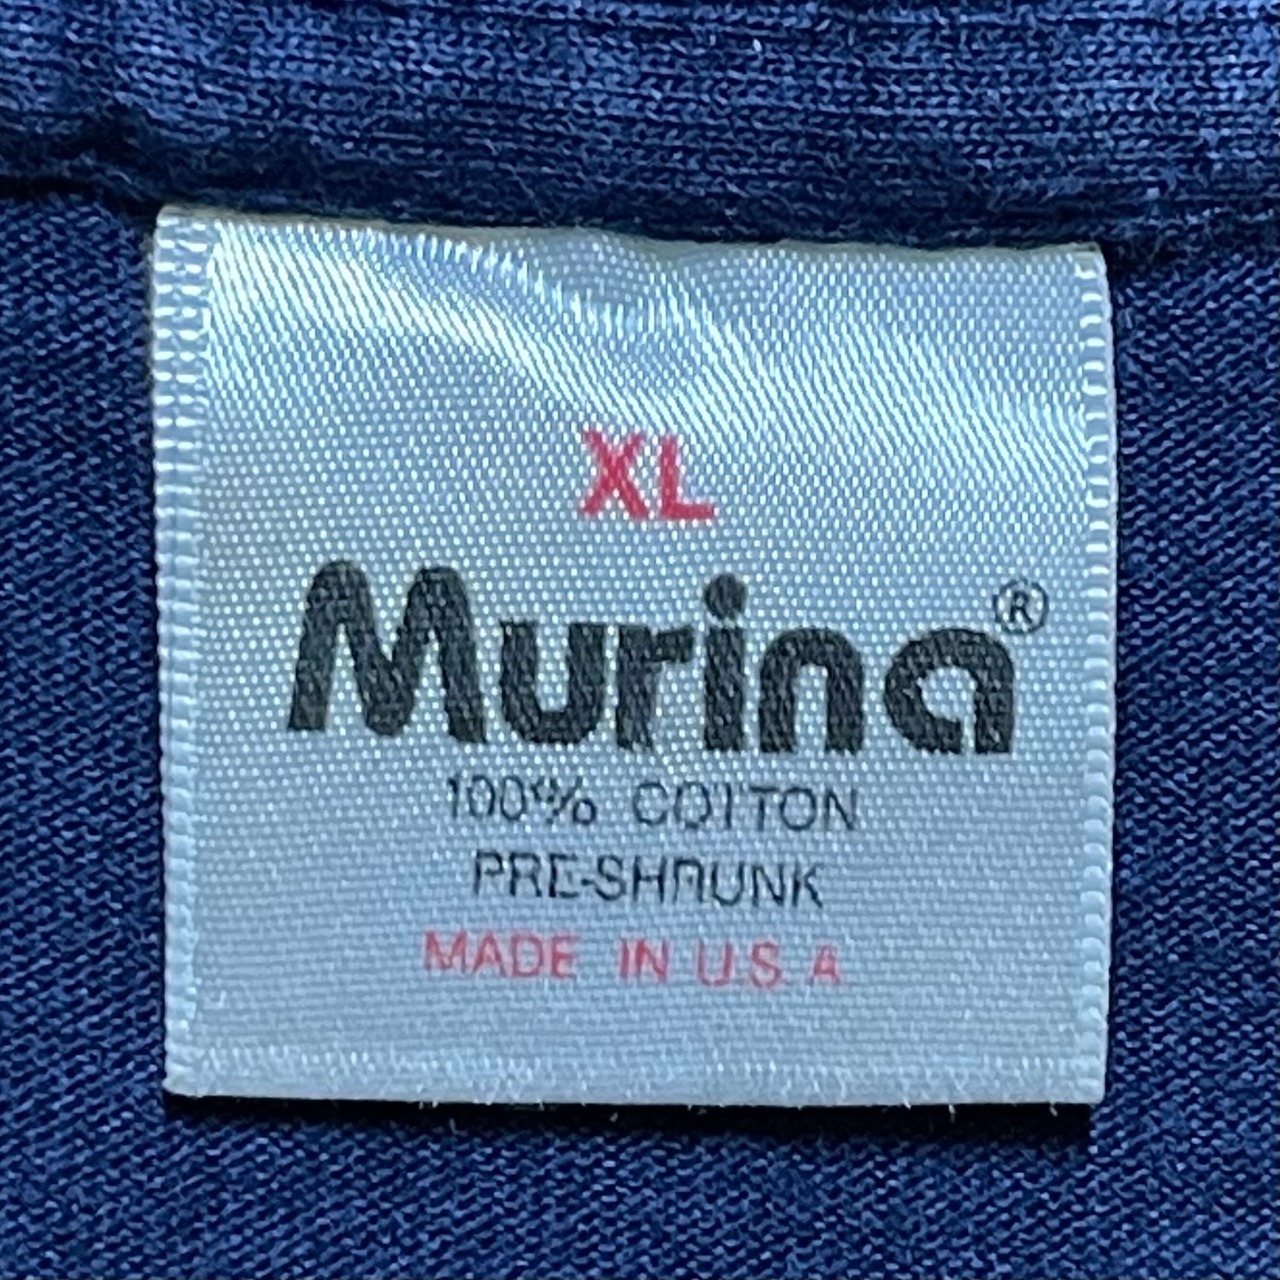 XL
Murina®
100% COTTON
PRE-SHRUNK
MADE IN U.S.A